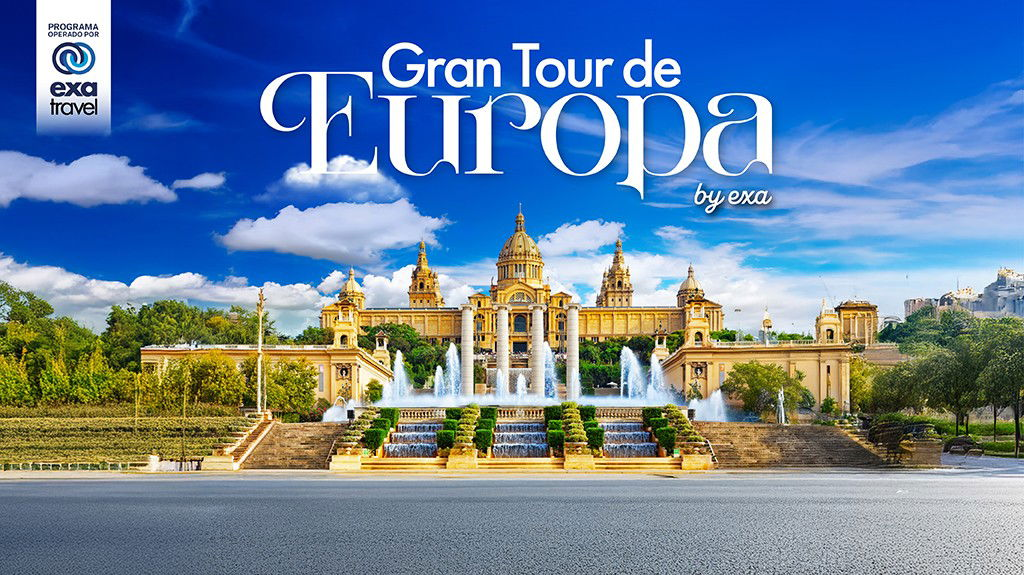 PROGRAMA
OPERADO POR
exa
travel
Gran Tour de
Europa
by exa